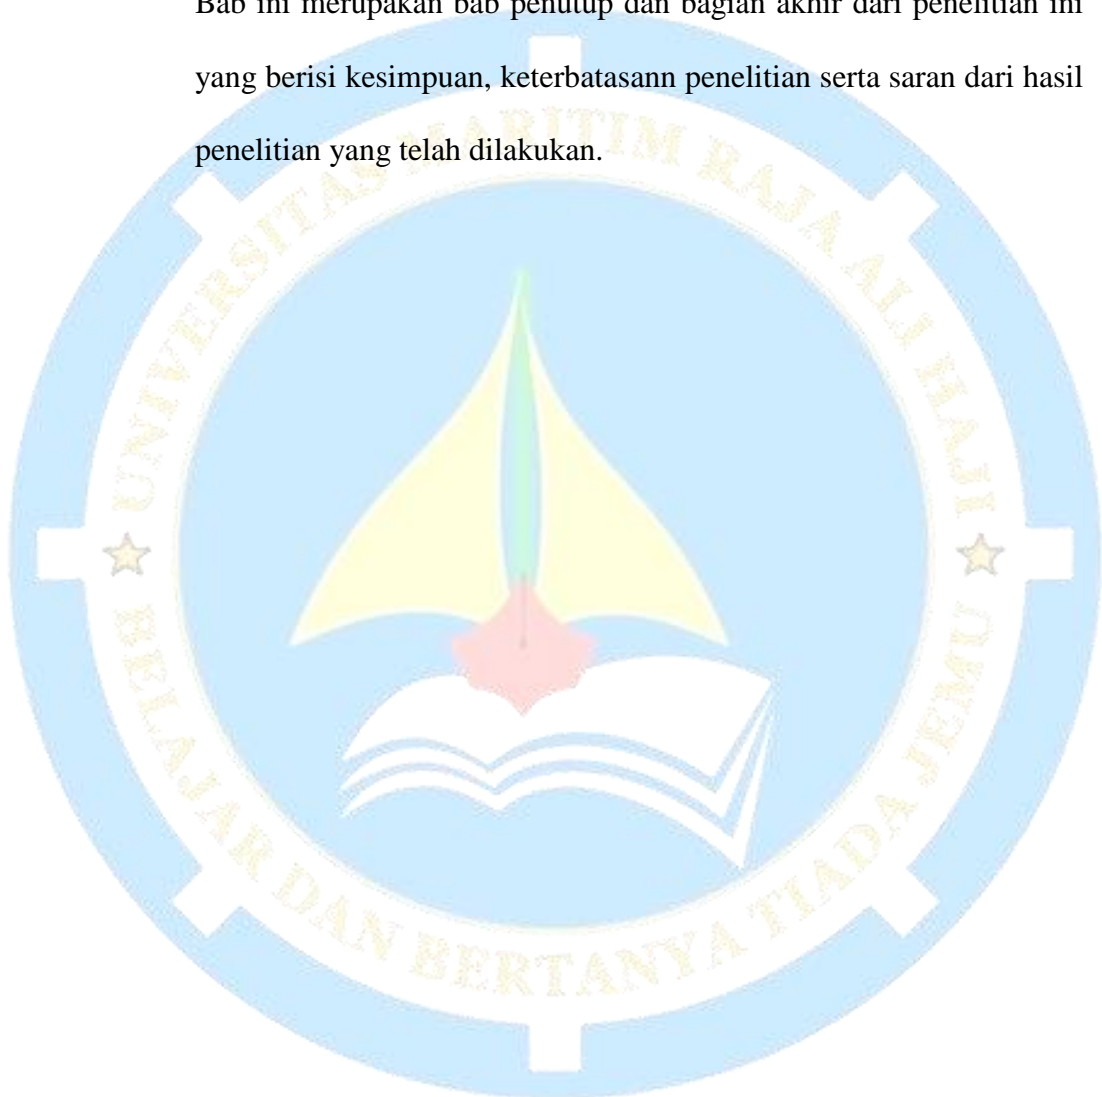 Bab ini merupakan bab penutup dan bagian akhir dari penelitian ini
yang berisi kesimpuan, keterbatasann penelitian serta saran dari hasil
penelitian yang telah dilakukan.
UNIVERSITAS MARITIM RAJA ALI HAJI
BELAJAR DAN BERTANYA TIADA JEMU